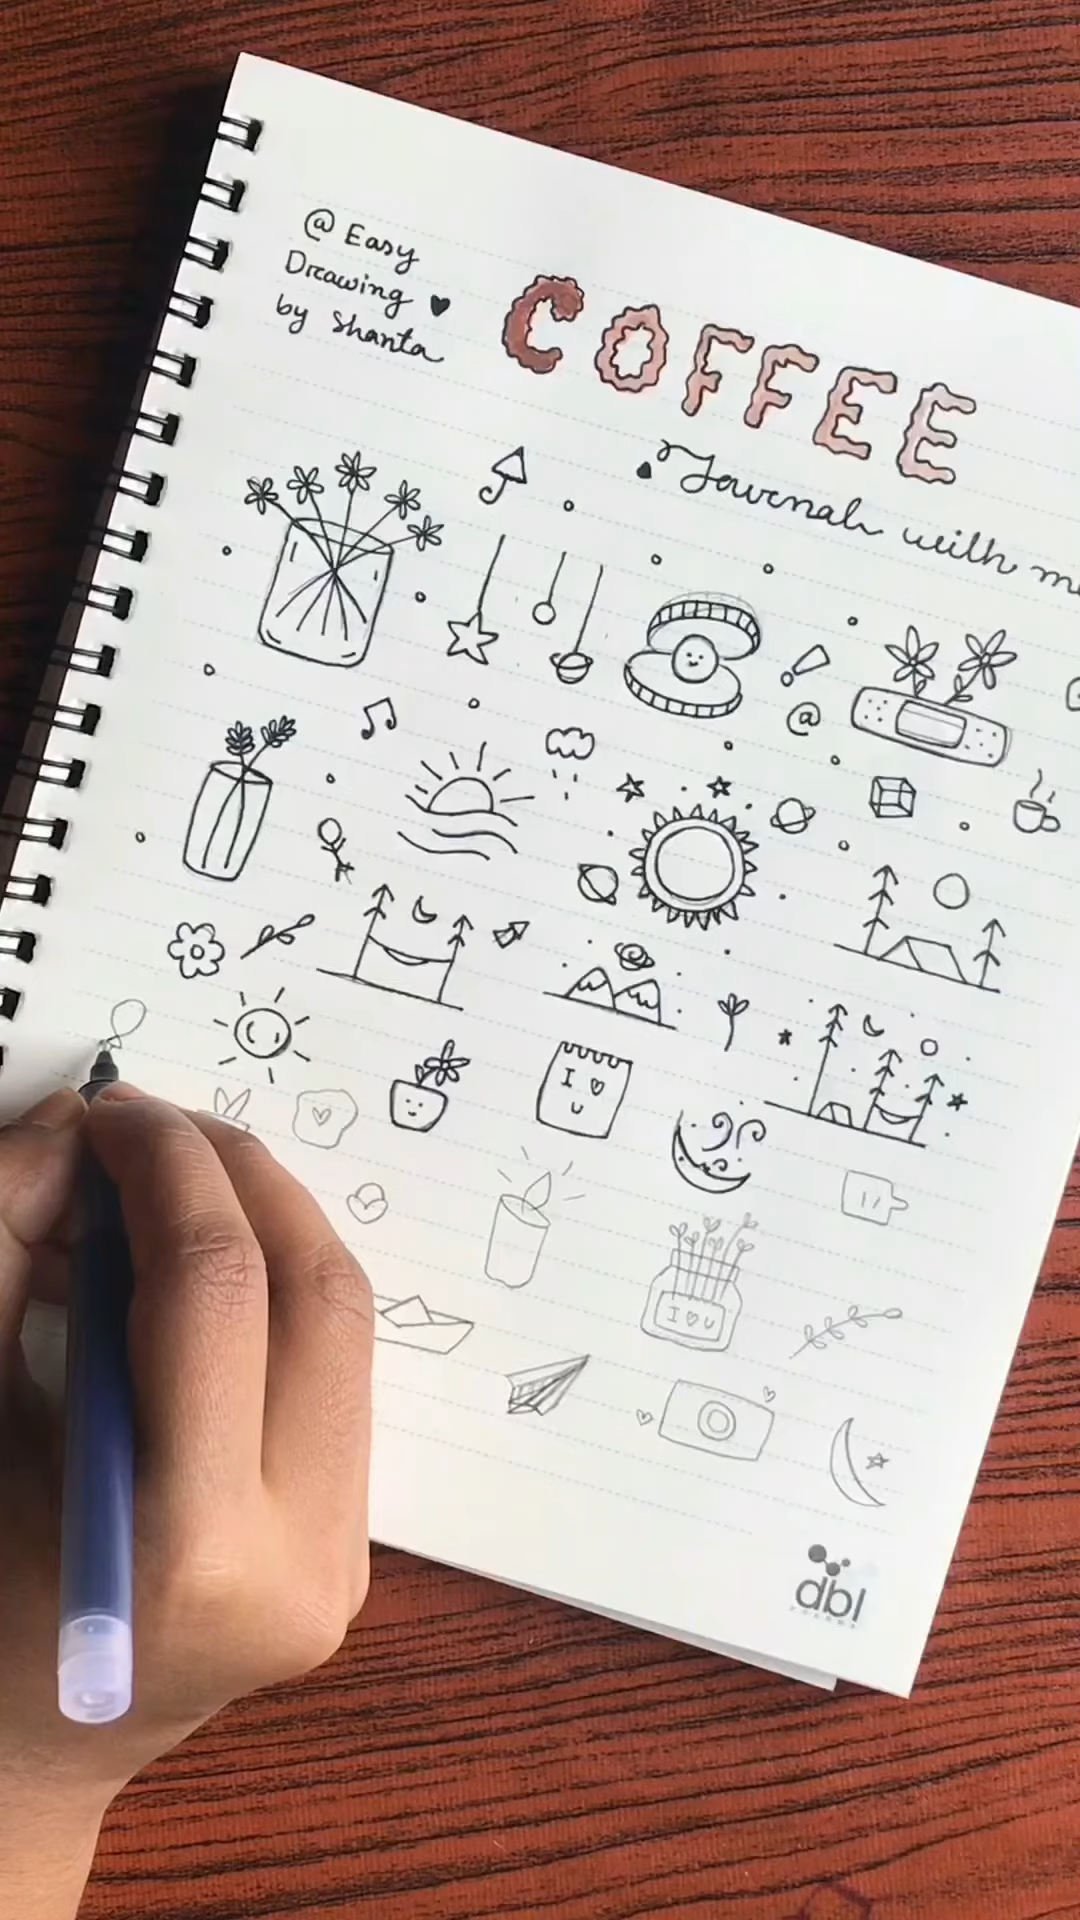 @ Easy
Drawing ♥
by Shanta
COFFEE
Journal with
@
I ♡
U
I ♡ U
dbl